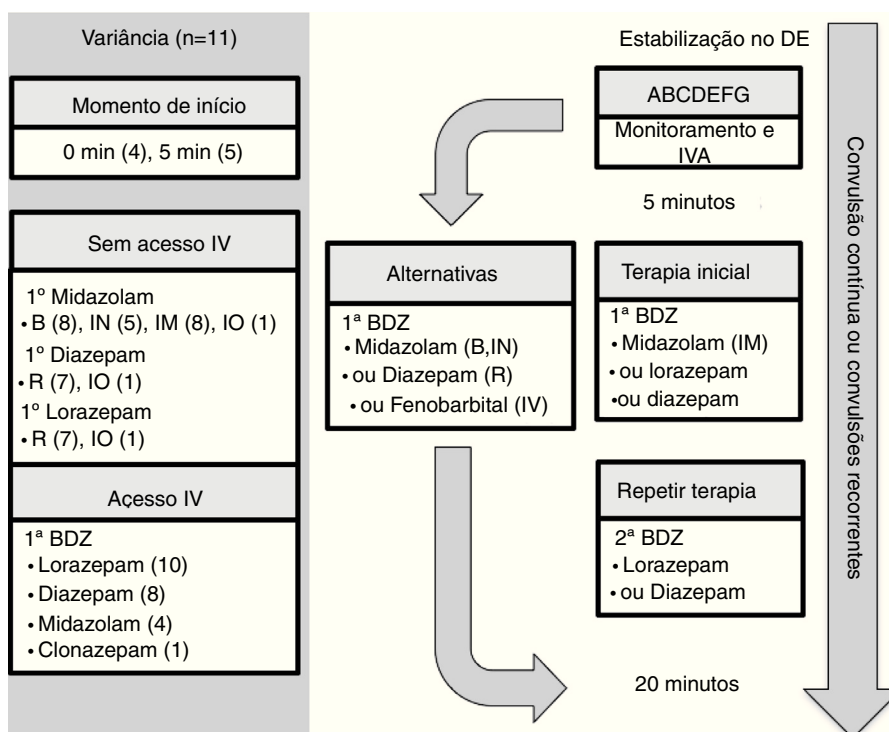 Variância (n=11)
Momento de início
0 min (4), 5 min (5)
Sem acesso IV
1º Midazolam
• B (8), IN (5), IM (8), IO (1)
1º Diazepam
• R (7), IO (1)
1º Lorazepam
• R (7), IO (1)
Açesso IV
1ª BDZ
• Lorazepam (10)
• Diazepam (8)
• Midazolam (4)
• Clonazepam (1)
Estabilização no DE
ABCDEFG
Monitoramento e
IVA
5 minutos
Alternativas
1ª BDZ
• Midazolam (B,IN)
• ou Diazepam (R)
• ou Fenobarbital (IV)
Terapia inicial
1ª BDZ
• Midazolam (IM)
• ou lorazepam
• ou diazepam
Repetir terapia
2ª BDZ
• Lorazepam
• ou Diazepam
20 minutos
Convulsão contínua ou convulsões recorrentes